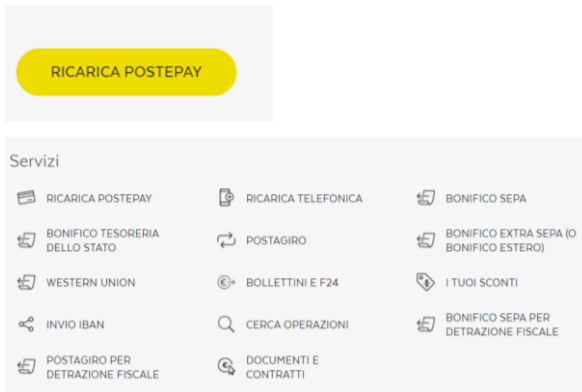 RICARICA POSTEPAY
Servizi
RICARICA POSTEPAY
RICARICA TELEFONICA
BONIFICO SEPA
BONIFICO TESORERIA
DELLO STATO
POSTAGIRO
BONIFICO EXTRA SEPA (O
BONIFICO ESTERO)
WESTERN UNION
BOLLETTINI E F24
I TUOI SCONTI
INVIO IBAN
CERCA OPERAZIONI
BONIFICO SEPA PER
DETRAZIONE FISCALE
POSTAGIRO PER
DETRAZIONE FISCALE
DOCUMENTI E
CONTRATTI